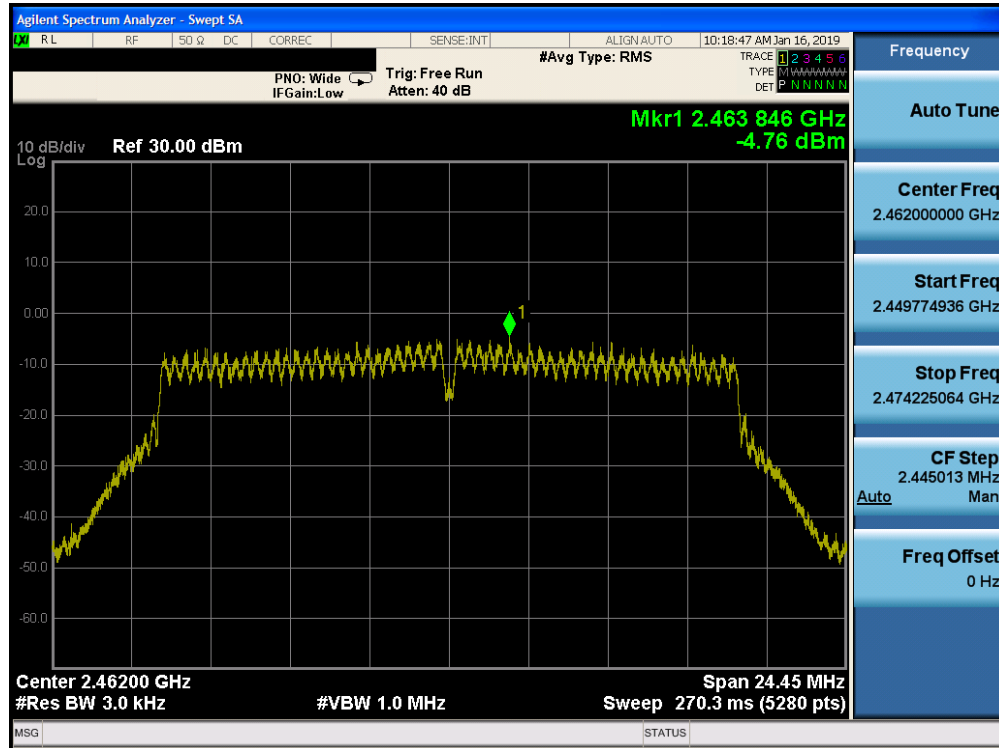 Agilent Spectrum Analyzer - Swept SA
LXI RL RF 50 Ω DC CORREC SENSE:INT ALIGN AUTO 10:18:47 AM Jan 16, 2019 Frequency
#Avg Type: RMS TRACE 1 2 3 4 5 6
PNO: Wide Trig: Free Run TYPE M WWWWW
IFGain:Low Atten: 40 dB DET P N N N N N
Auto Tune
Mkr1 2.463 846 GHz
-4.76 dBm
10 dB/div Ref 30.00 dBm
Log
20.0
10.0
0.00
-10.0
-20.0
-30.0
-40.0
-50.0
-60.0
1
Center Freq
2.462000000 GHz
Start Freq
2.449774936 GHz
Stop Freq
2.474225064 GHz
CF Step
2.445013 MHz
Auto Man
Freq Offset
0 Hz
Center 2.46200 GHz Span 24.45 MHz
#Res BW 3.0 kHz #VBW 1.0 MHz Sweep 270.3 ms (5280 pts)
MSG STATUS